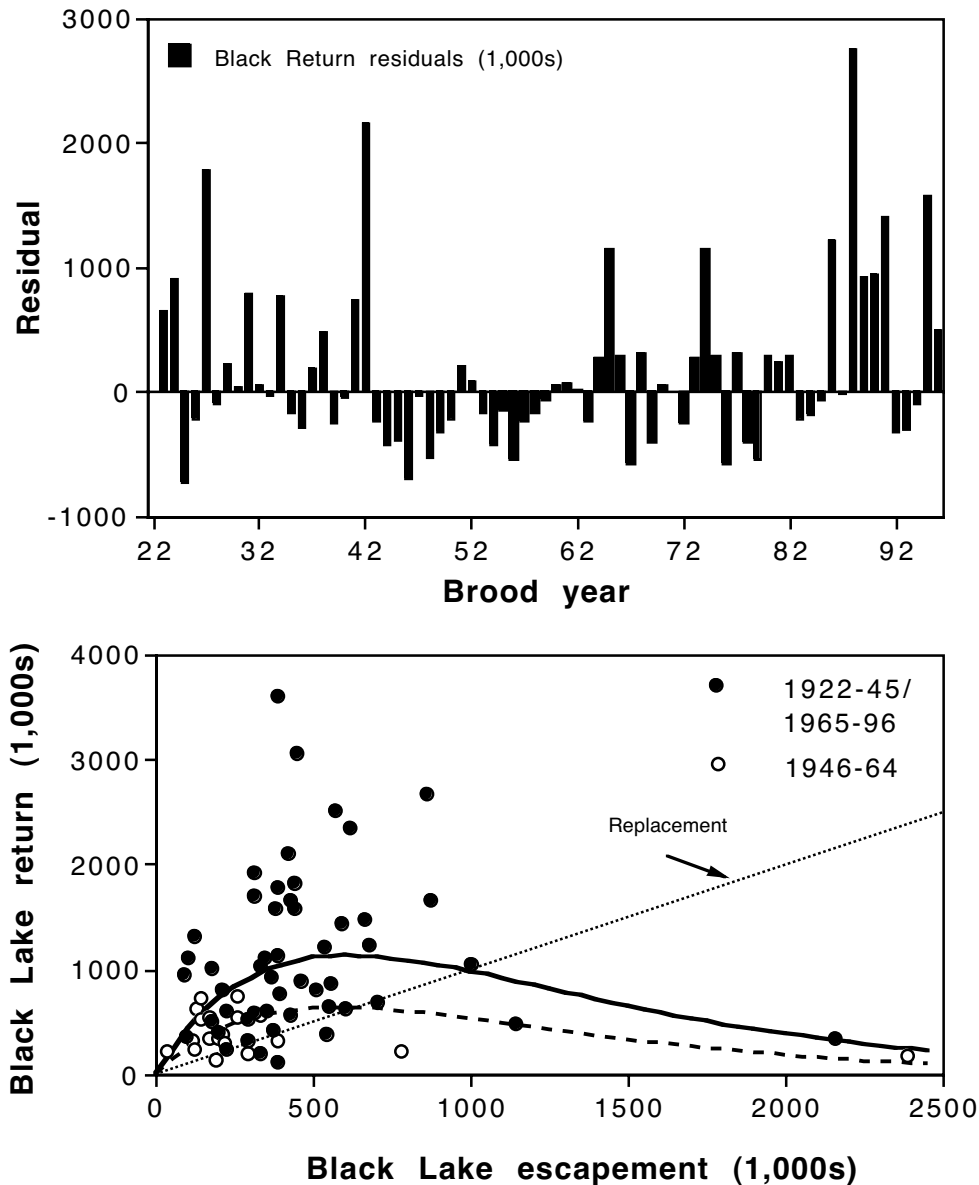 3000
2000
1000
0
-1000
Residual
Black Return residuals (1,000s)
22 32 42 52 62 72 82 92
Brood year
4000
3000
2000
1000
0
Black Lake return (1,000s)
1922-45/
1965-96
1946-64
Replacement
0 500 1000 1500 2000 2500
Black Lake escapement (1,000s)